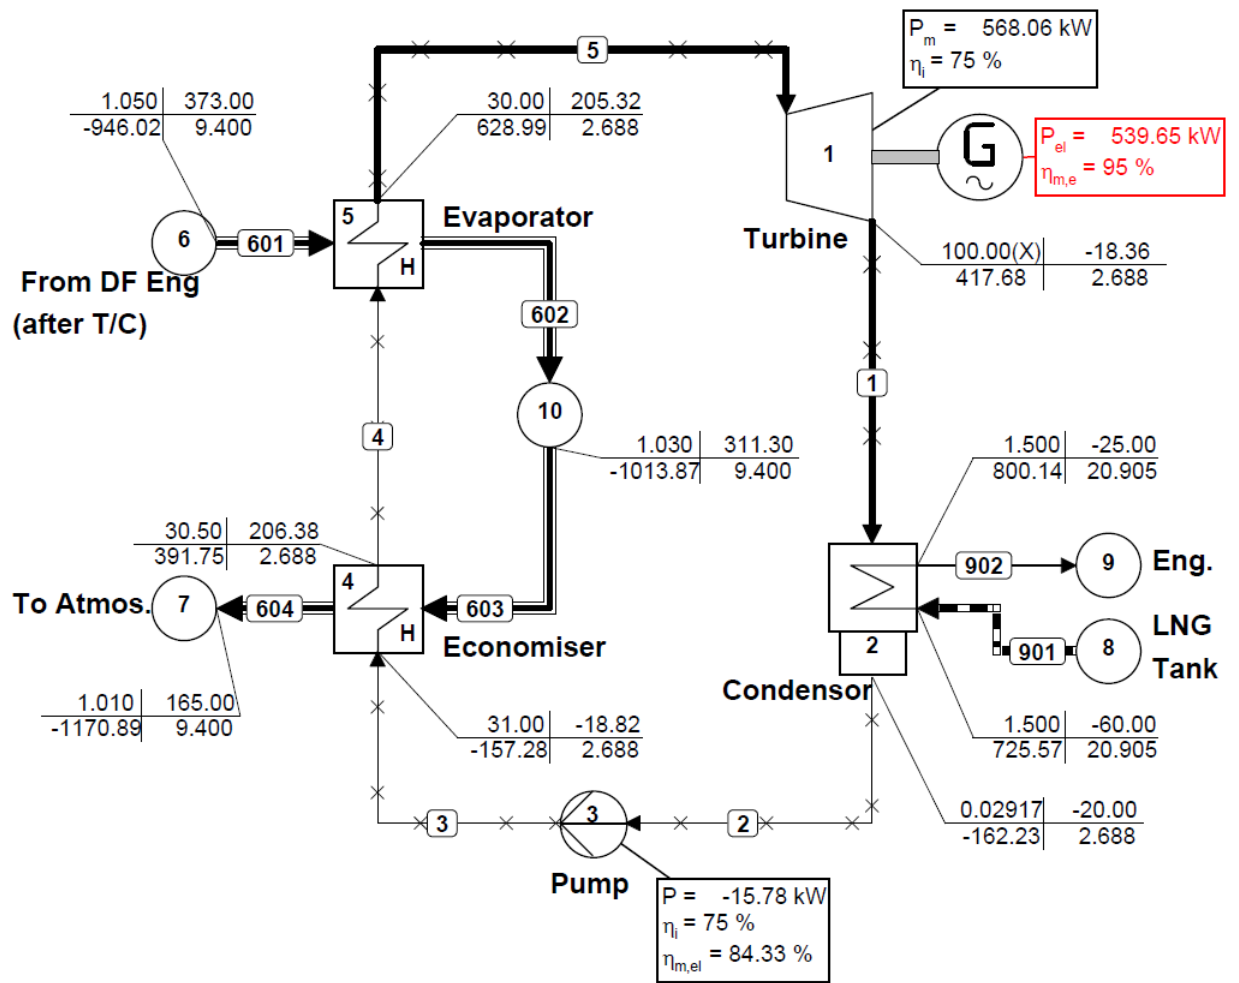 5
P_m = 568.06 kW
η_i = 75 %
1.050 373.00
-946.02 9.400
30.00 205.32
628.99 2.688
1
G
P_el = 539.65 kW
η_m,e = 95 %
6
601
5
H
Evaporator
Turbine
100.00(X) -18.36
417.68 2.688
From DF Eng
(after T/C)
602
1
4
10
1.030 311.30
-1013.87 9.400
1.500 -25.00
800.14 20.905
30.50 206.38
391.75 2.688
902
9
Eng.
To Atmos.
7
604
4
H
603
Economiser
2
901
8
LNG
Tank
Condensor
1.010 165.00
-1170.89 9.400
31.00 -18.82
-157.28 2.688
1.500 -60.00
725.57 20.905
3
3
2
0.02917 -20.00
-162.23 2.688
Pump
P = -15.78 kW
η_i = 75 %
η_m,el = 84.33 %